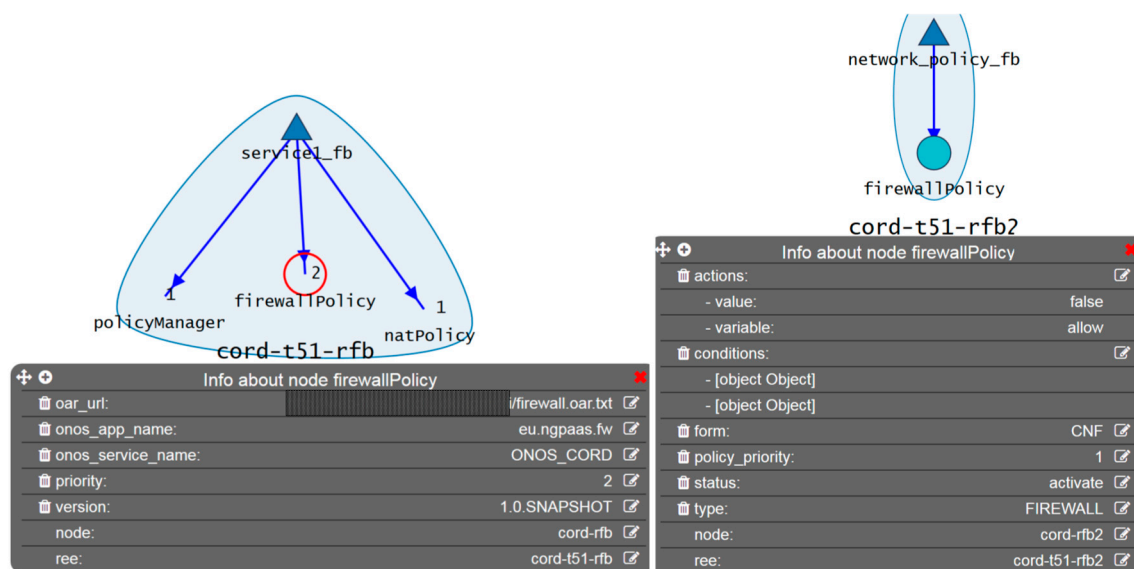 service1_fb
1
policyManager
2
firewallPolicy
1
natPolicy
cord-t51-rfb
Info about node firewallPolicy
oar_url: i/firewall.oar.txt
onos_app_name: eu.ngpaas.fw
onos_service_name: ONOS_CORD
priority: 2
version: 1.0.SNAPSHOT
node: cord-rfb
ree: cord-t51-rfb
network_policy_fb
firewallPolicy
cord-t51-rfb2
Info about node firewallPolicy
actions:
- value: false
- variable: allow
conditions:
- [object Object]
- [object Object]
form: CNF
policy_priority: 1
status: activate
type: FIREWALL
node: cord-rfb2
ree: cord-t51-rfb2